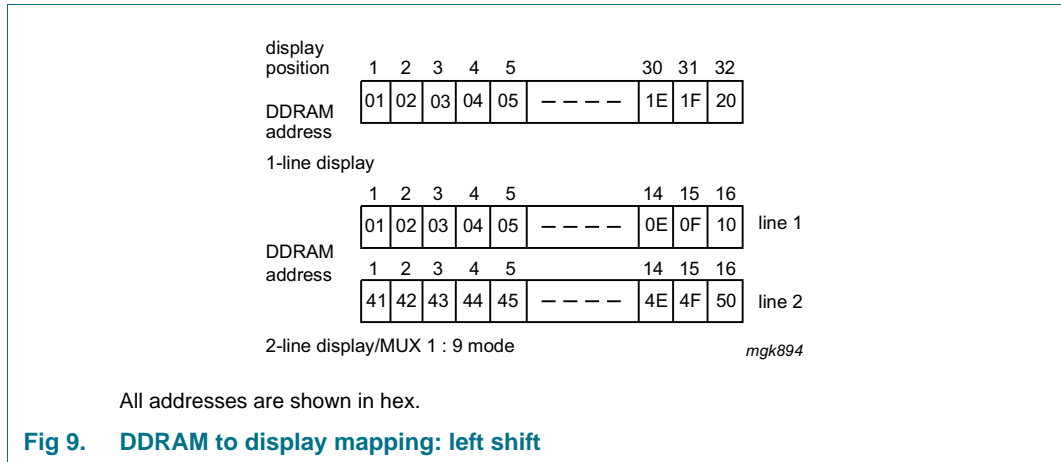 display
position 1 2 3 4 5 30 31 32
01 02 03 04 05 – – – – 1E 1F 20
DDRAM
address
1-line display
1 2 3 4 5 14 15 16
01 02 03 04 05 – – – – 0E 0F 10 line 1
DDRAM
address 1 2 3 4 5 14 15 16
41 42 43 44 45 – – – – 4E 4F 50 line 2
2-line display/MUX 1 : 9 mode mgk894
All addresses are shown in hex.
Fig 9. DDRAM to display mapping: left shift